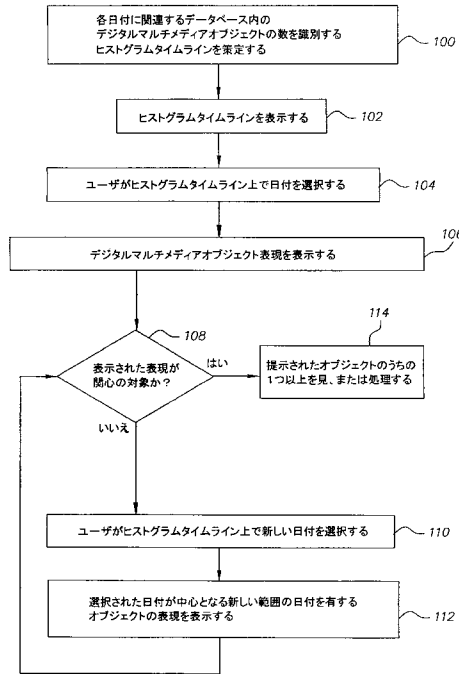 各日付に関連するデータベース内の
デジタルマルチメディアオブジェクトの数を識別する
ヒストグラムタイムラインを策定する
100
ヒストグラムタイムラインを表示する
102
ユーザがヒストグラムタイムライン上で日付を選択する
104
106
デジタルマルチメディアオブジェクト表現を表示する
108
表示された表現が
関心の対象か?
はい
いいえ
114
提示されたオブジェクトのうちの
1つ以上を見、または処理する
ユーザがヒストグラムタイムライン上で新しい日付を選択する
110
選択された日付が中心となる新しい範囲の日付を有する
オブジェクトの表現を表示する
112